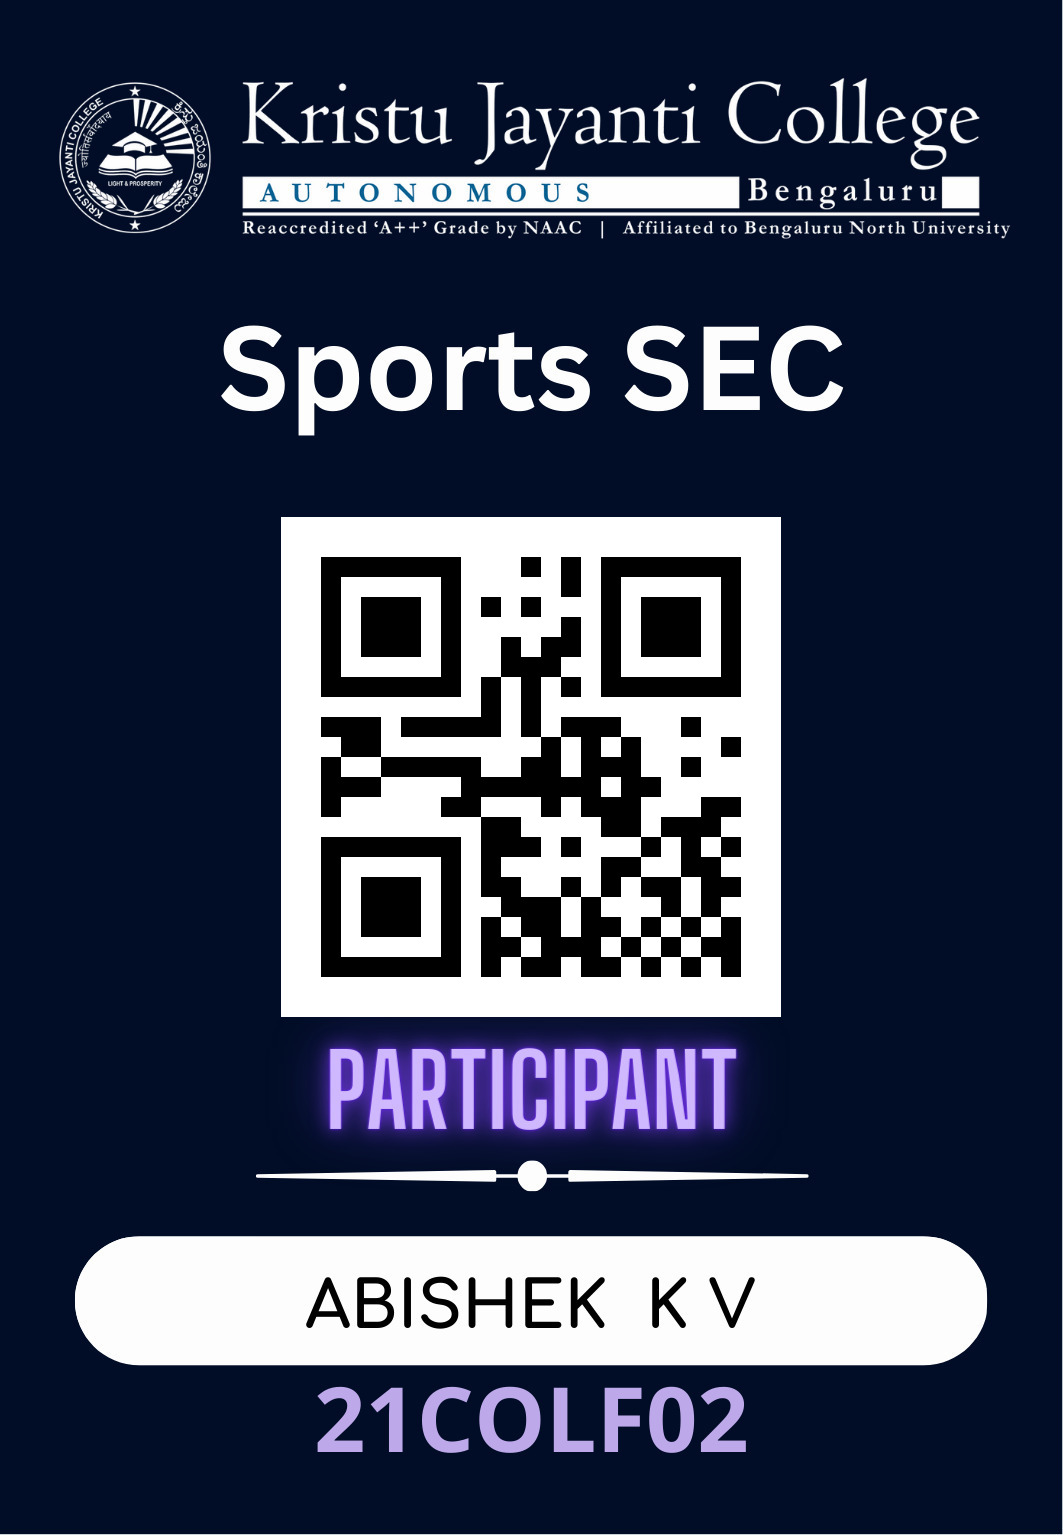 KRISTU JAYANTI COLLEGE
ಕ್ರಿಸ್ತು ಜಯಂತಿ ಕಾಲೇಜು
LIGHT & PROSPERITY
Kristu Jayanti College
AUTONOMOUS Bengaluru
Reaccredited ‘A++’ Grade by NAAC | Affiliated to Bengaluru North University
Sports SEC
PARTICIPANT
ABISHEK K V
21COLF02